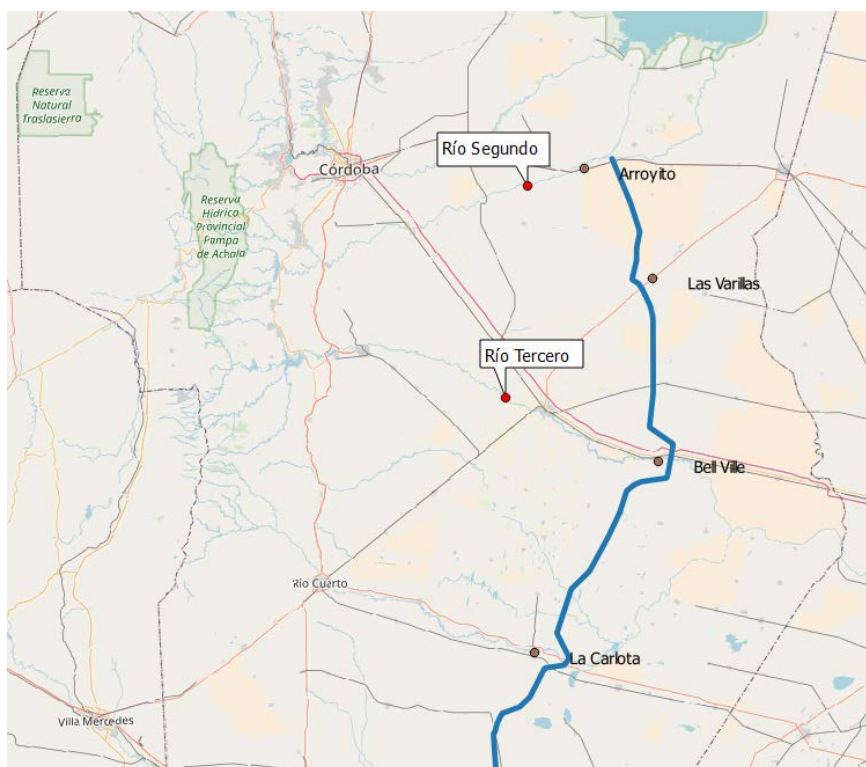 Reserva
Natural
Traslasierra
Río Segundo
Córdoba
Arroyito
Reserva
Hídrica
Provincial
Pampa
de Achala
Las Varillas
Río Tercero
Bell Ville
Río Cuarto
La Carlota
Villa Mercedes